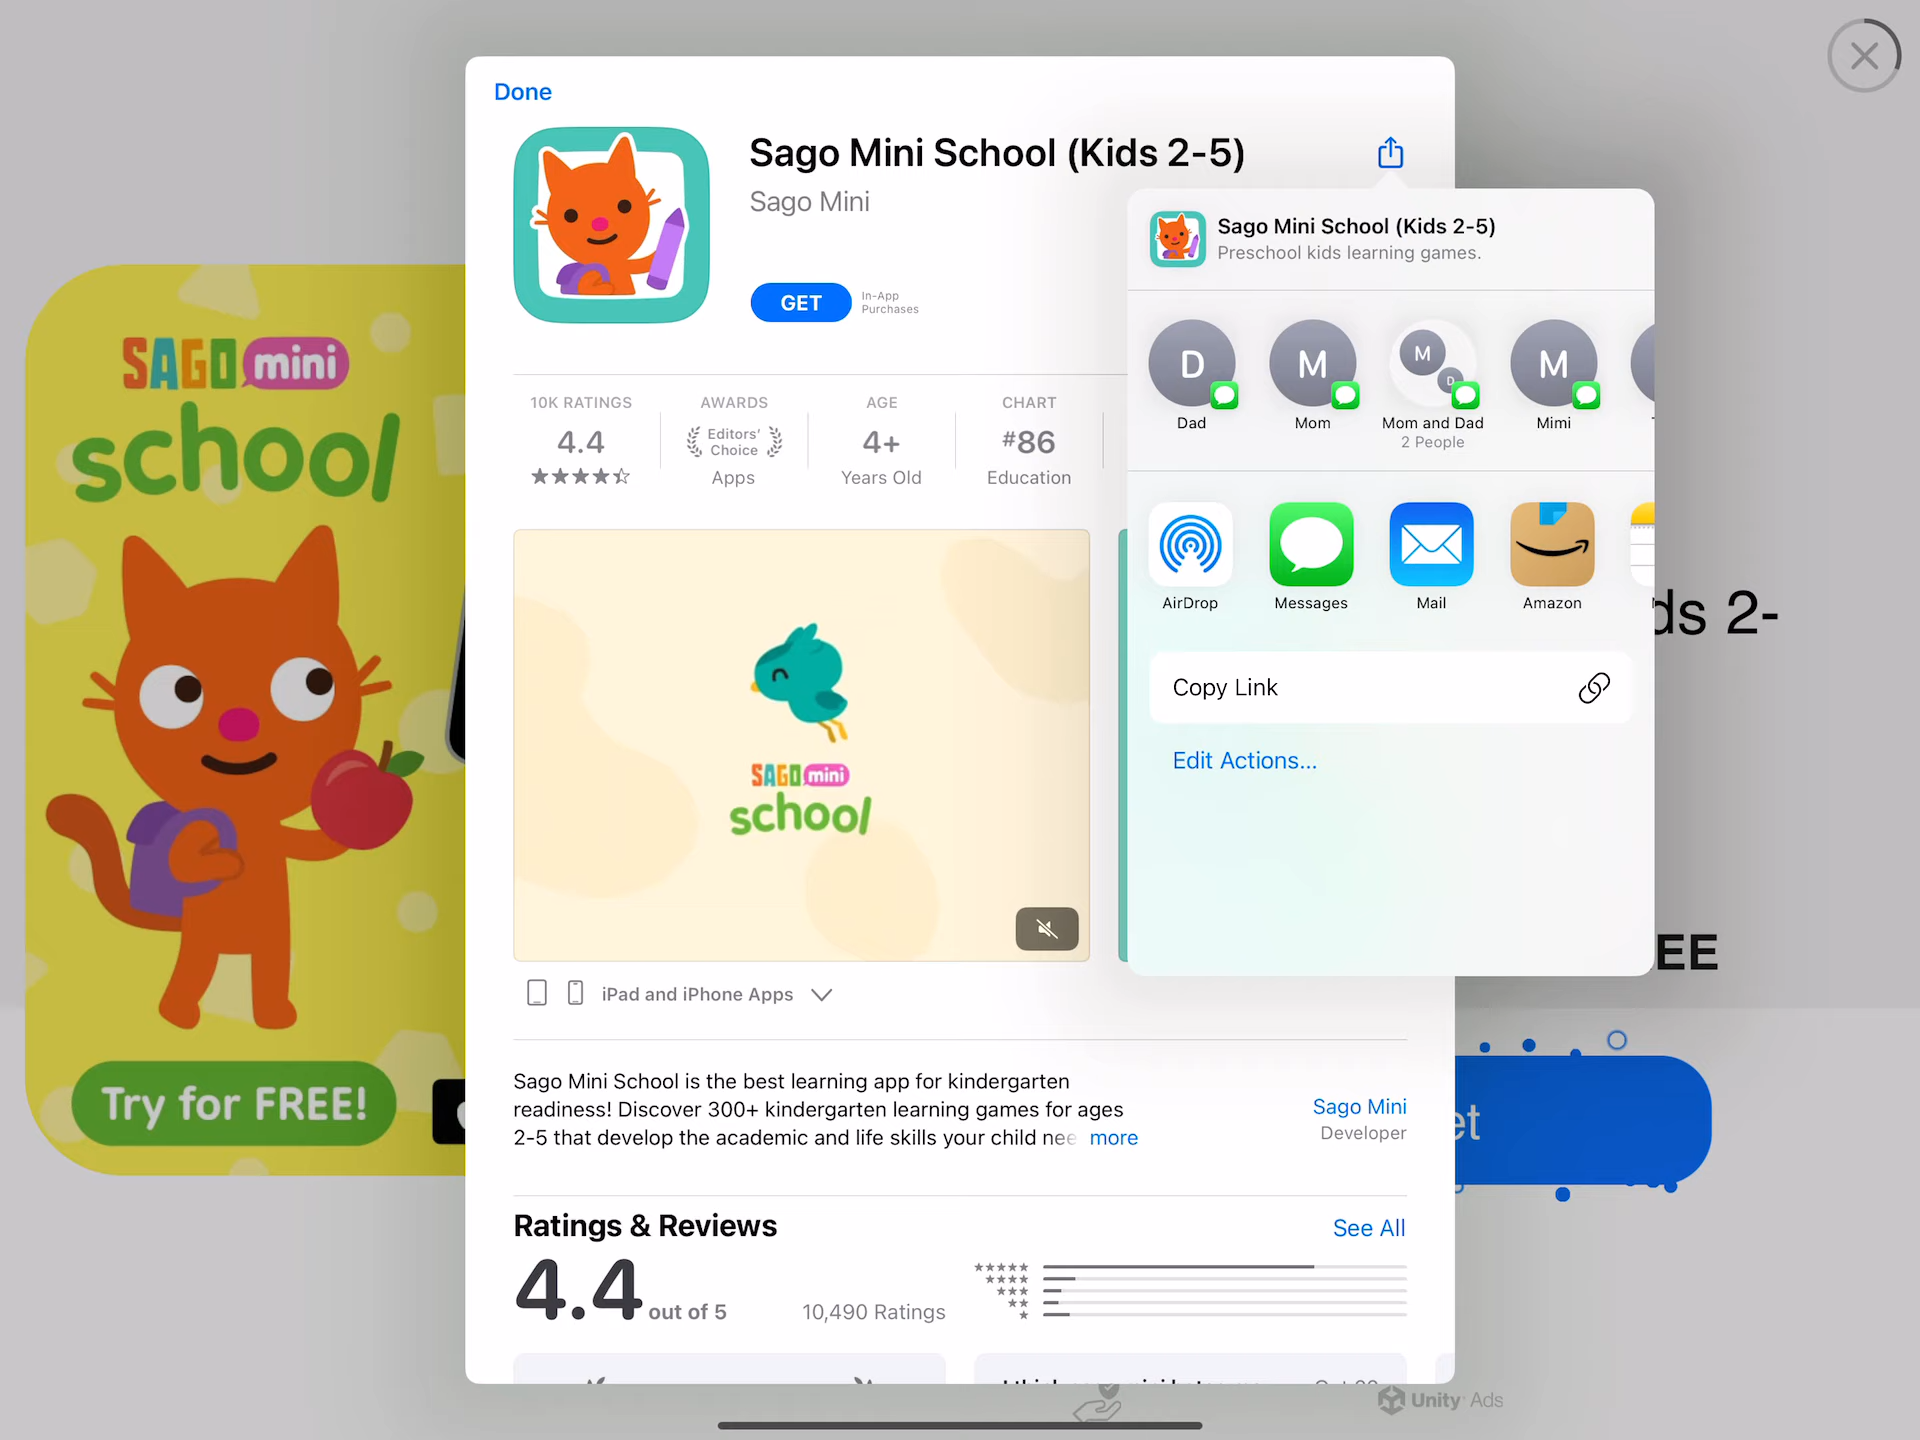 Done
Sago Mini School (Kids 2-5)
Sago Mini
GET
In-App
Purchases
10K RATINGS
4.4
AWARDS
Editors'
Choice
Apps
AGE
4+
Years Old
CHART
#86
Education
SAGO mini
school
iPad and iPhone Apps
Sago Mini School is the best learning app for kindergarten
readiness! Discover 300+ kindergarten learning games for ages
2-5 that develop the academic and life skills your child nee more
Sago Mini
Developer
Ratings & Reviews
See All
4.4 out of 5
10,490 Ratings
Sago Mini School (Kids 2-5)
Preschool kids learning games.
D
Dad
M
Mom
M
D
Mom and Dad
2 People
M
Mimi
AirDrop
Messages
Mail
Amazon
Copy Link
Edit Actions...
SAGO mini
school
Try for FREE!
ds 2-
EE
et
Unity Ads